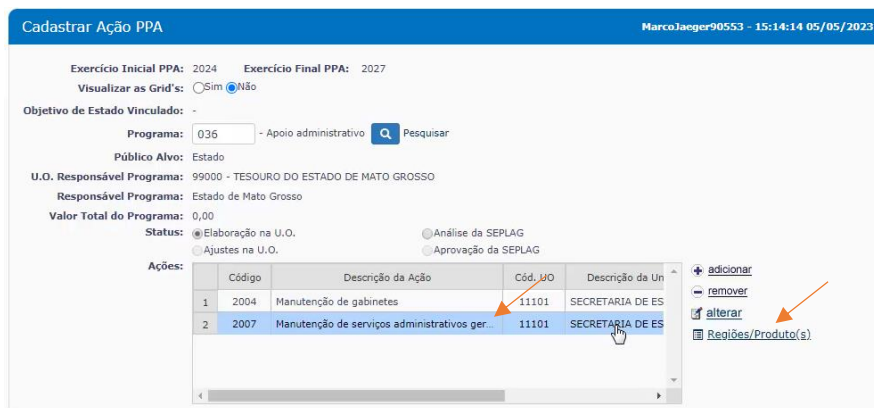 Cadastrar Ação PPA MarcoJaeger90553 - 15:14:14 05/05/2023
Exercício Inicial PPA: 2024 Exercício Final PPA: 2027
Visualizar as Grid's: Sim Não
Objetivo de Estado Vinculado: -
Programa: 036 - Apoio administrativo Pesquisar
Público Alvo: Estado
U.O. Responsável Programa: 99000 - TESOURO DO ESTADO DE MATO GROSSO
Responsável Programa: Estado de Mato Grosso
Valor Total do Programa: 0,00
Status: Elaboração na U.O. Análise da SEPLAG
Ajustes na U.O. Aprovação da SEPLAG
Ações:
Código Descrição da Ação Cód. UO Descrição da Un
1 2004 Manutenção de gabinetes 11101 SECRETARIA DE ES
2 2007 Manutenção de serviços administrativos ger... 11101 SECRETARIA DE ES
adicionar
remover
alterar
Regiões/Produto(s)